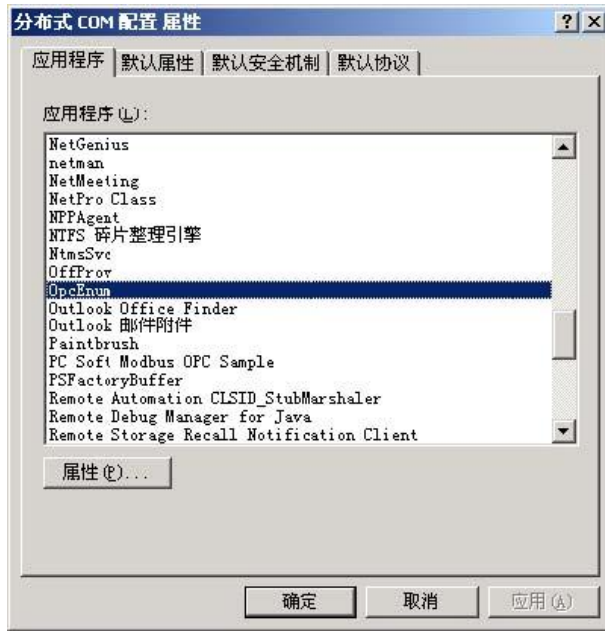 分布式 COM 配置 属性
应用程序 默认属性 默认安全机制 默认协议
应用程序(L):
NetGenius
netman
NetMeeting
NetPro Class
NPPAgent
NTFS 碎片整理引擎
NtmsSvc
OffProv
OpcEnum
Outlook Office Finder
Outlook 邮件附件
Paintbrush
PC Soft Modbus OPC Sample
PSFactoryBuffer
Remote Automation CLSID_StubMarshaler
Remote Debug Manager for Java
Remote Storage Recall Notification Client
属性(P)...
确定 取消 应用(A)